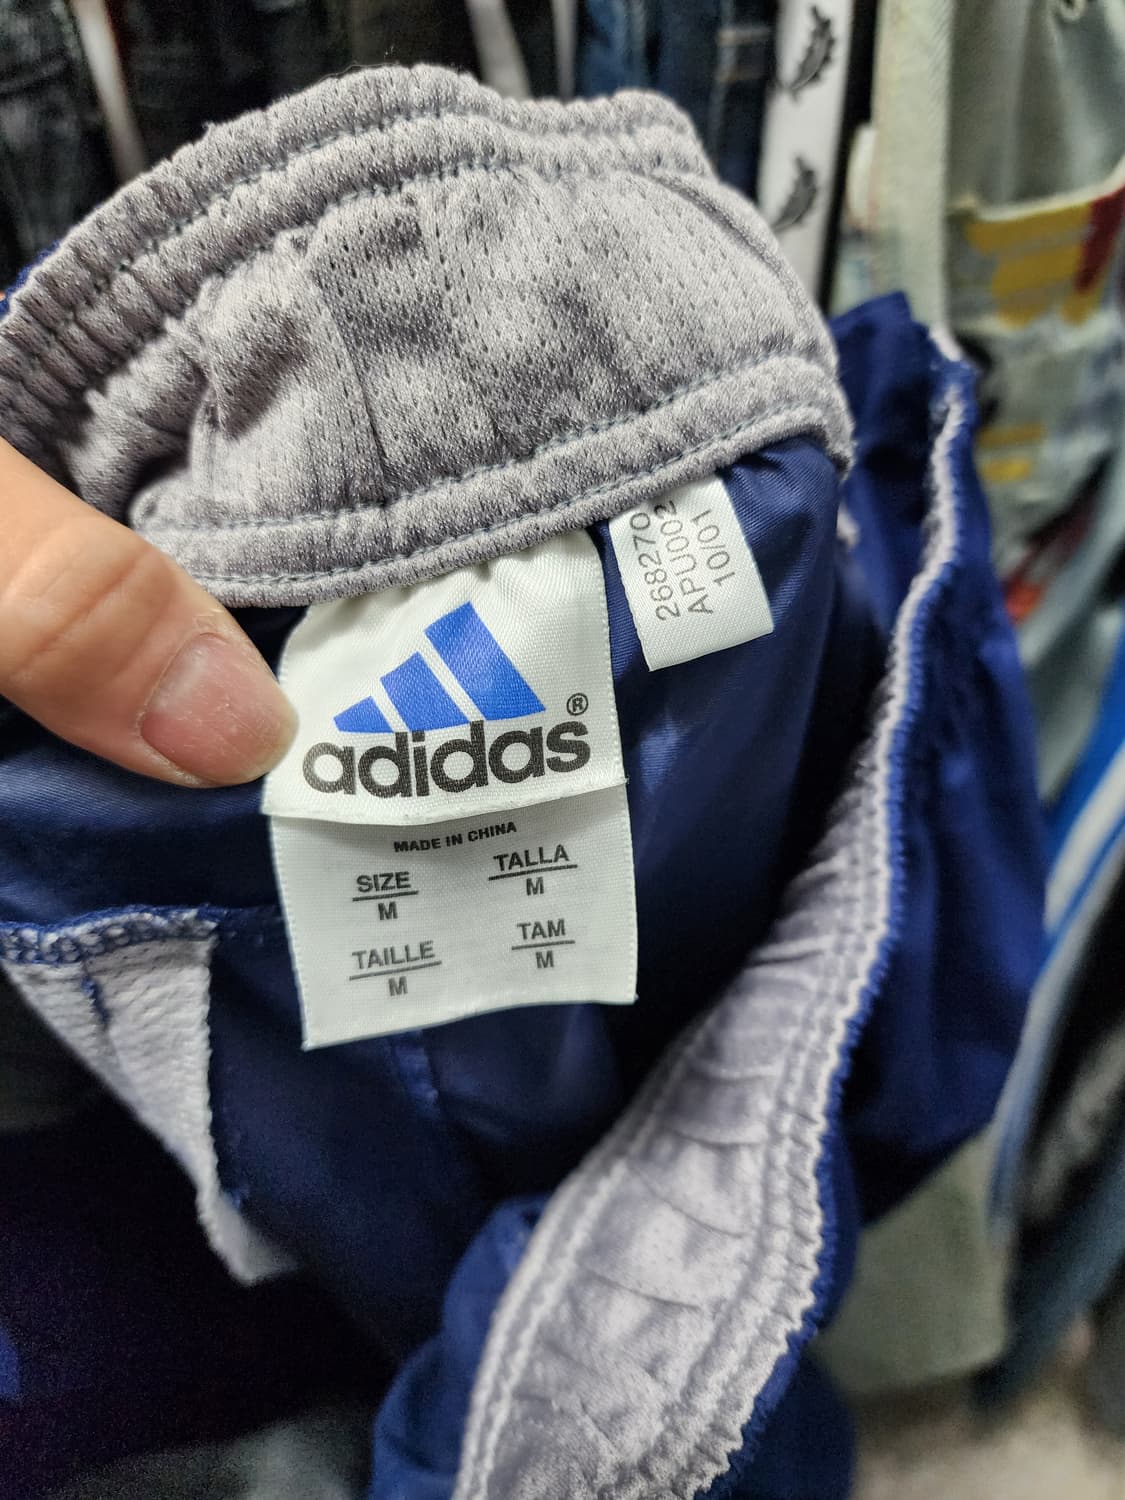 268270
APU002
10/01
adidas®
MADE IN CHINA
SIZE
M
TALLA
M
TAILLE
M
TAM
M